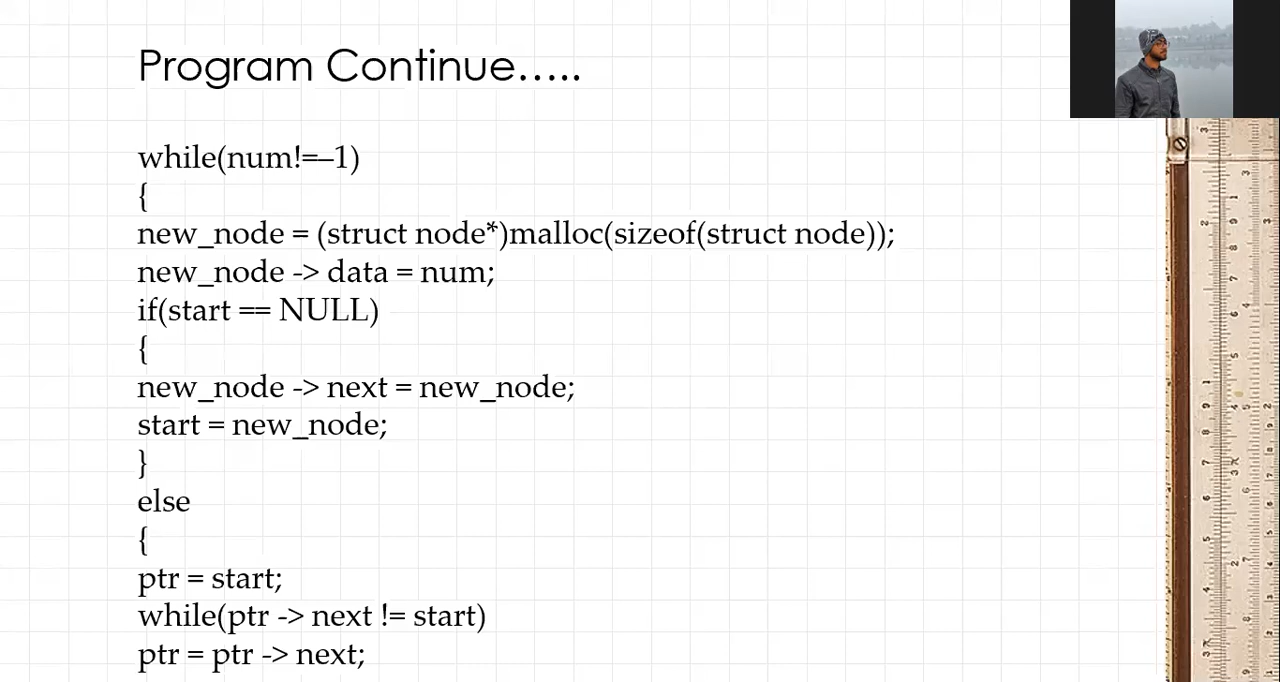 Program Continue.....
while(num!=–1)
{
new_node = (struct node*)malloc(sizeof(struct node));
new_node -> data = num;
if(start == NULL)
{
new_node -> next = new_node;
start = new_node;
}
else
{
ptr = start;
while(ptr -> next != start)
ptr = ptr -> next;